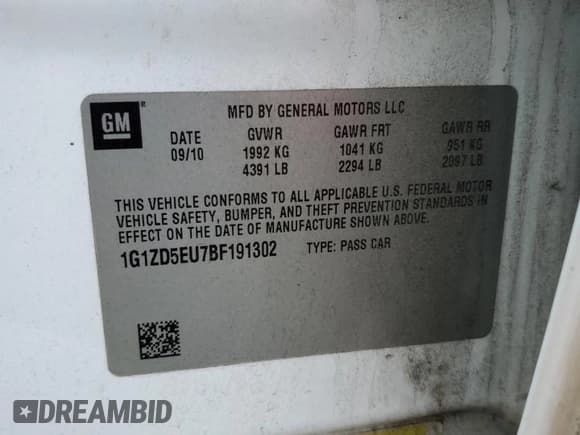 GM
MFD BY GENERAL MOTORS LLC
DATE GVWR GAWR FRT GAWR RR
09/10 1992 KG 1041 KG 951 KG
4391 LB 2294 LB 2097 LB
THIS VEHICLE CONFORMS TO ALL APPLICABLE U.S. FEDERAL MOTOR
VEHICLE SAFETY, BUMPER, AND THEFT PREVENTION STANDARDS IN
EFFECT ON THE DATE OF MANUFACTURE SHOWN ABOVE.
1G1ZD5EU7BF191302 TYPE: PASS CAR
DREAMBID